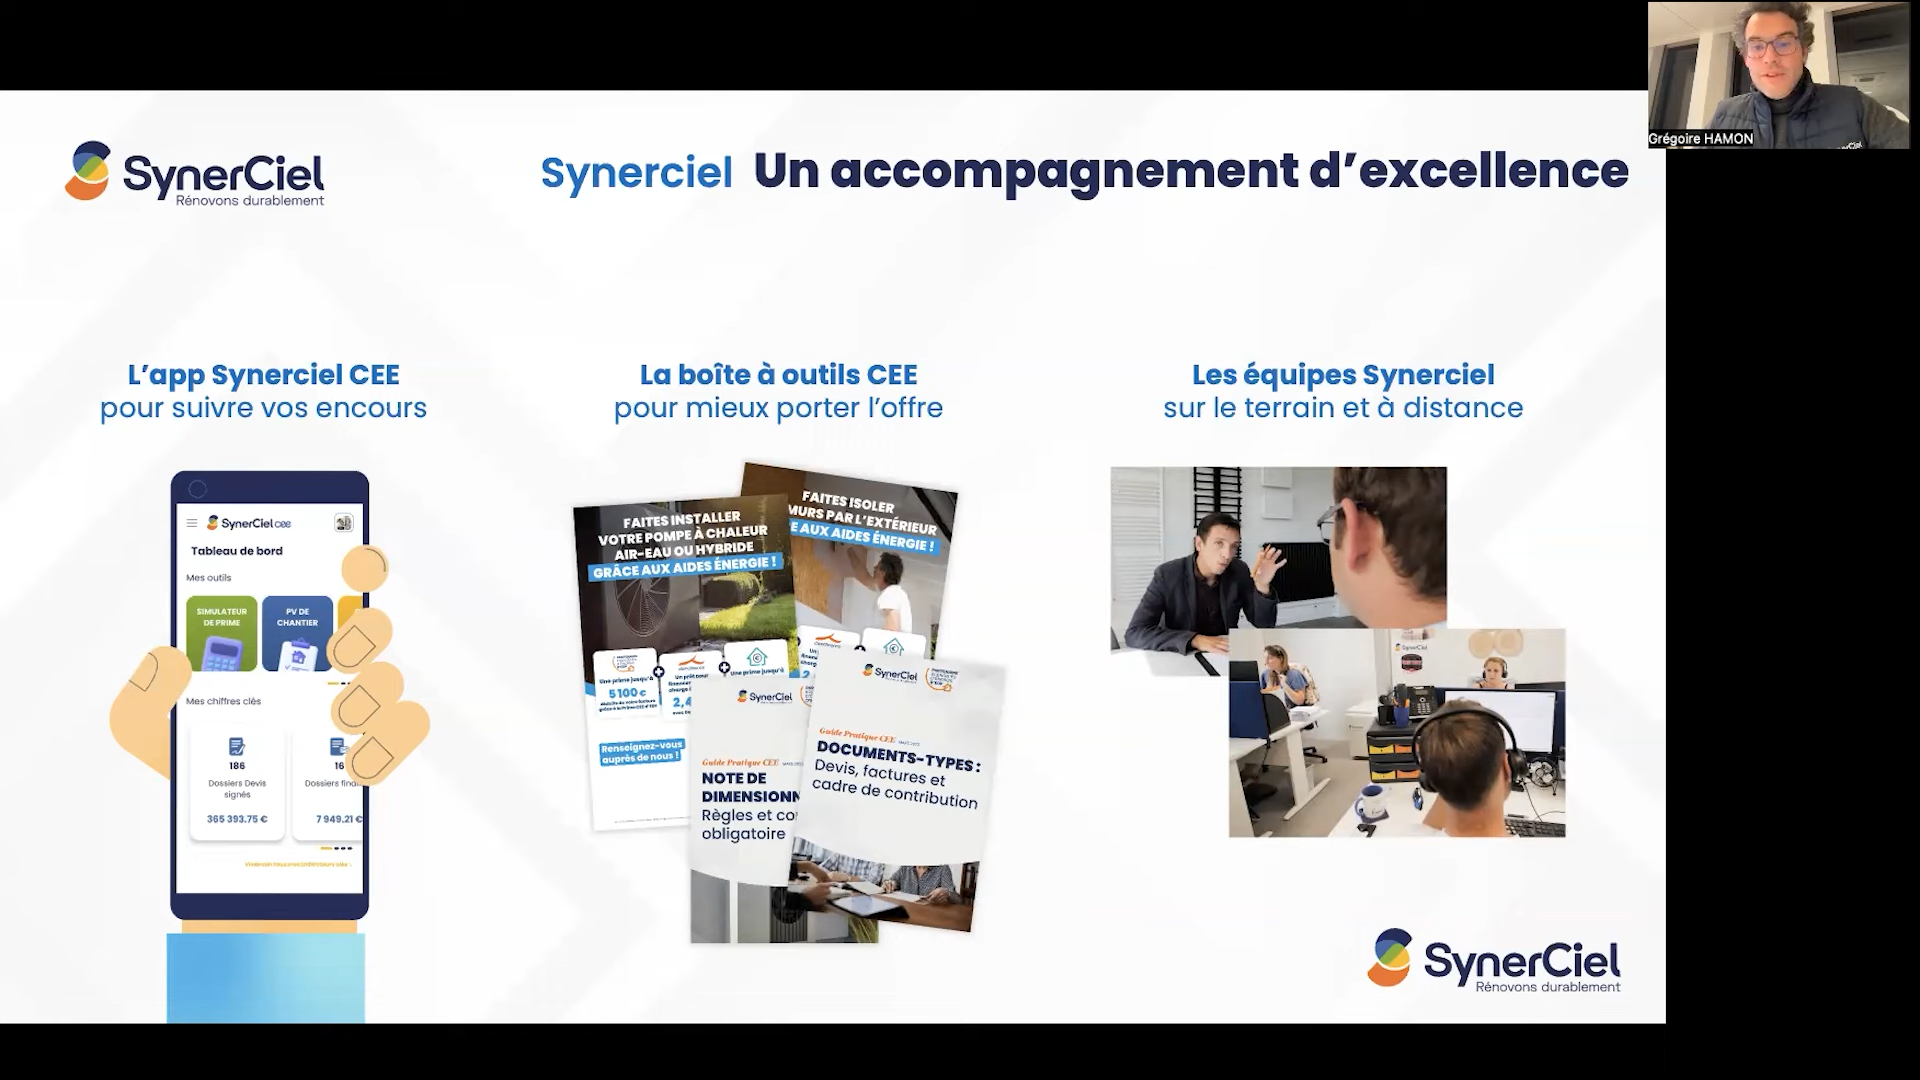 Grégoire HAMON
SynerCiel
Rénovons durablement
Synerciel Un accompagnement d'excellence
L'app Synerciel CEE
pour suivre vos encours
SynerCiel cee
Tableau de bord
Mes outils
SIMULATEUR
DE PRIME
PV DE
CHANTIER
Mes chiffres clés
186
Dossiers Devis
signés
365 393.75 €
16
Dossiers
7 949.21 €
La boîte à outils CEE
pour mieux porter l'offre
FAITES INSTALLER
VOTRE POMPE À CHALEUR
AIR-EAU OU HYBRIDE
GRÂCE AUX AIDES ÉNERGIE !
Une prime jusqu'à
5 100 €
Une prime jusqu'à
Renseignez-vous
auprès de nous !
FAITES ISOLER
MURS PAR L'EXTÉRIEUR
E AUX AIDES ÉNERGIE !
SynerCiel
Guide Pratique CEE
NOTE DE
DIMENSIONN
Règles et co
obligatoire
SynerCiel
Guide Pratique CEE
DOCUMENTS-TYPES :
Devis, factures et
cadre de contribution
Les équipes Synerciel
sur le terrain et à distance
SynerCiel
SynerCiel
Rénovons durablement